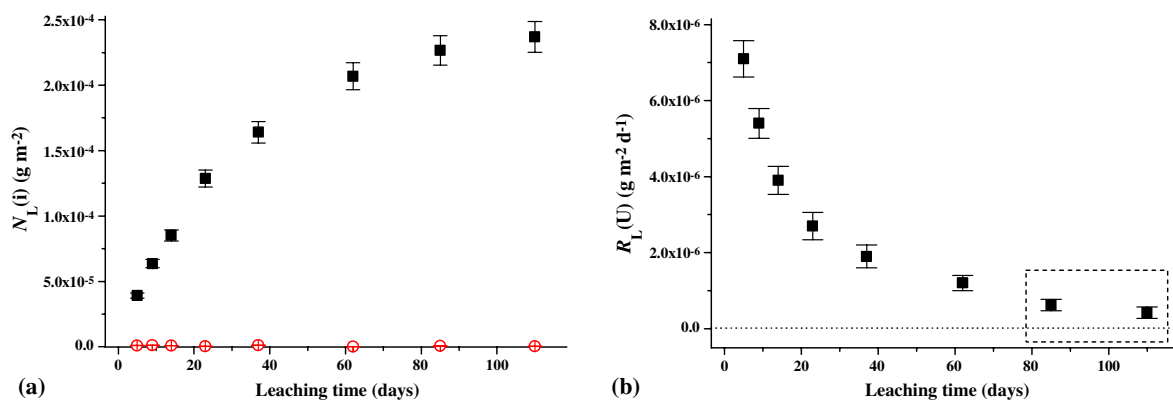 2.5x10⁻⁴
2.0x10⁻⁴
1.5x10⁻⁴
1.0x10⁻⁴
5.0x10⁻⁵
0.0
N_L(i) (g m⁻²)
0 20 40 60 80 100
Leaching time (days)
(a)
8.0x10⁻⁶
6.0x10⁻⁶
4.0x10⁻⁶
2.0x10⁻⁶
0.0
R_L(U) (g m⁻² d⁻¹)
0 20 40 60 80 100
Leaching time (days)
(b)